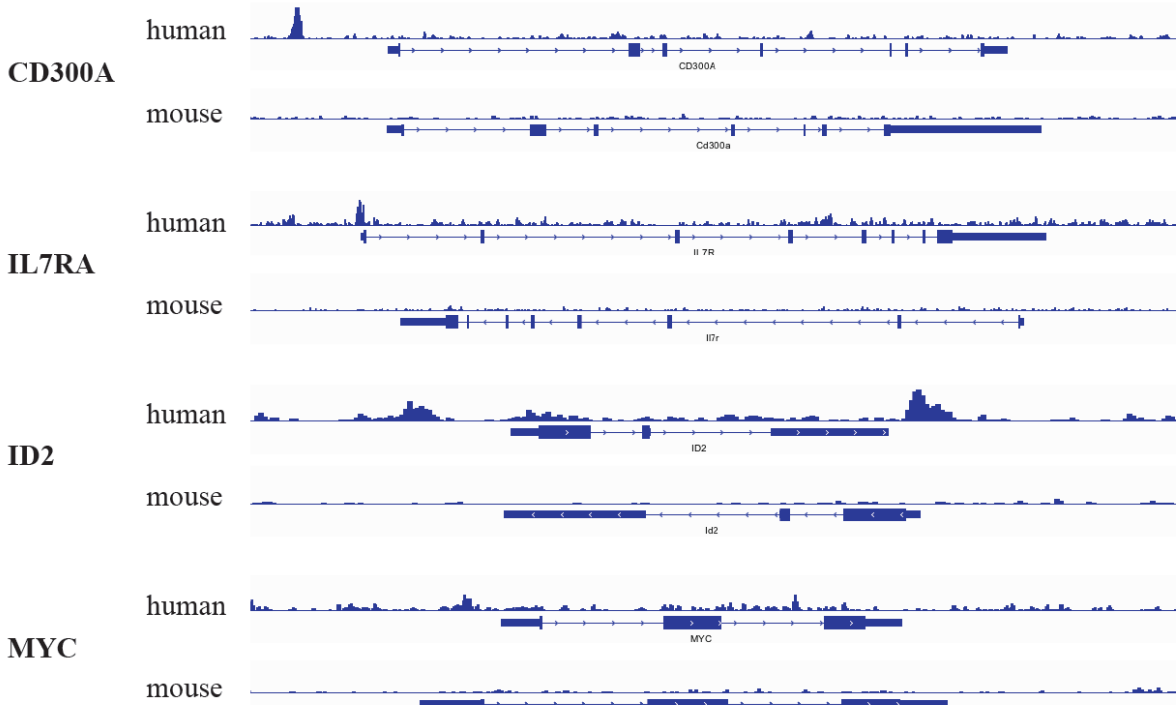 human
CD300A
CD300A
mouse
Cd300a
human
IL7R
IL7RA
mouse
Il7r
human
ID2
ID2
mouse
Id2
human
MYC
MYC
mouse